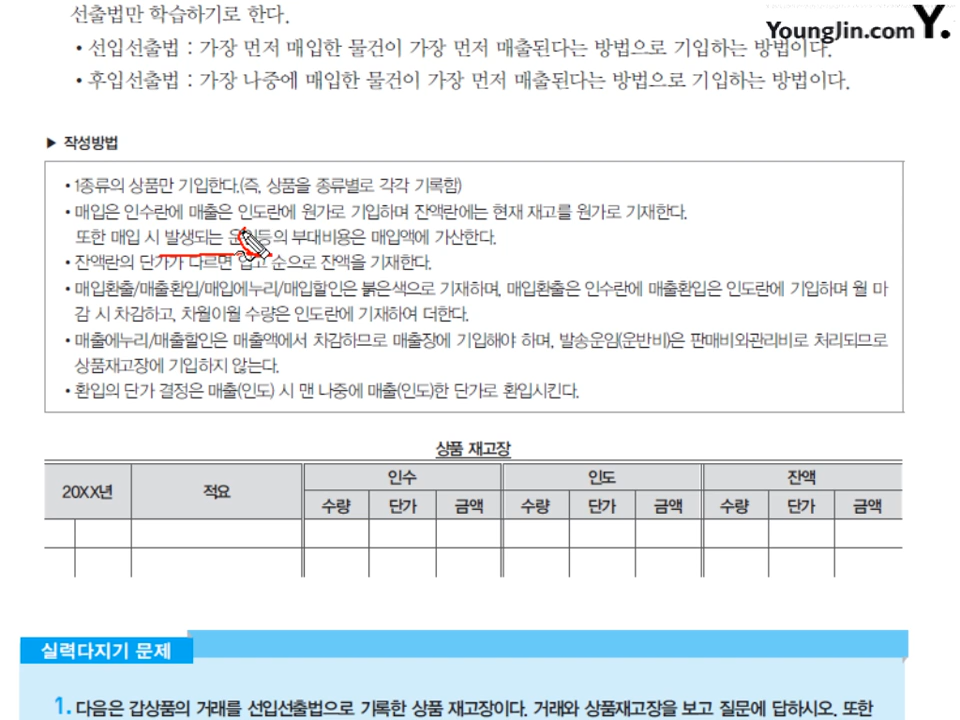 선출법만 학습하기로 한다.
YoungJin.com Y.
• 선입선출법 : 가장 먼저 매입한 물건이 가장 먼저 매출된다는 방법으로 기입하는 방법이다.
• 후입선출법 : 가장 나중에 매입한 물건이 가장 먼저 매출된다는 방법으로 기입하는 방법이다.
▶ 작성방법
• 1종류의 상품만 기입한다.(즉, 상품을 종류별로 각각 기록함)
• 매입은 인수란에 매출은 인도란에 원가로 기입하며 잔액란에는 현재 재고를 원가로 기재한다.
또한 매입 시 발생되는 등의 부대비용은 매입액에 가산한다.
• 잔액란의 단가가 다르면 입고 순으로 잔액을 기재한다.
• 매입환출/매출환입/매입에누리/매입할인은 붉은색으로 기재하며, 매입환출은 인수란에 매출환입은 인도란에 기입하며 월 마
감 시 차감하고, 차월이월 수량은 인도란에 기재하여 더한다.
• 매출에누리/매출할인은 매출액에서 차감하므로 매출장에 기입해야 하며, 발송운임(운반비)은 판매비와관리비로 처리되므로
상품재고장에 기입하지 않는다.
• 환입의 단가 결정은 매출(인도) 시 맨 나중에 매출(인도)한 단가로 환입시킨다.
상품 재고장
20XX년 적요 인수 인도 잔액
수량 단가 금액 수량 단가 금액 수량 단가 금액
실력다지기 문제
1. 다음은 갑상품의 거래를 선입선출법으로 기록한 상품 재고장이다. 거래와 상품재고장을 보고 질문에 답하시오. 또한